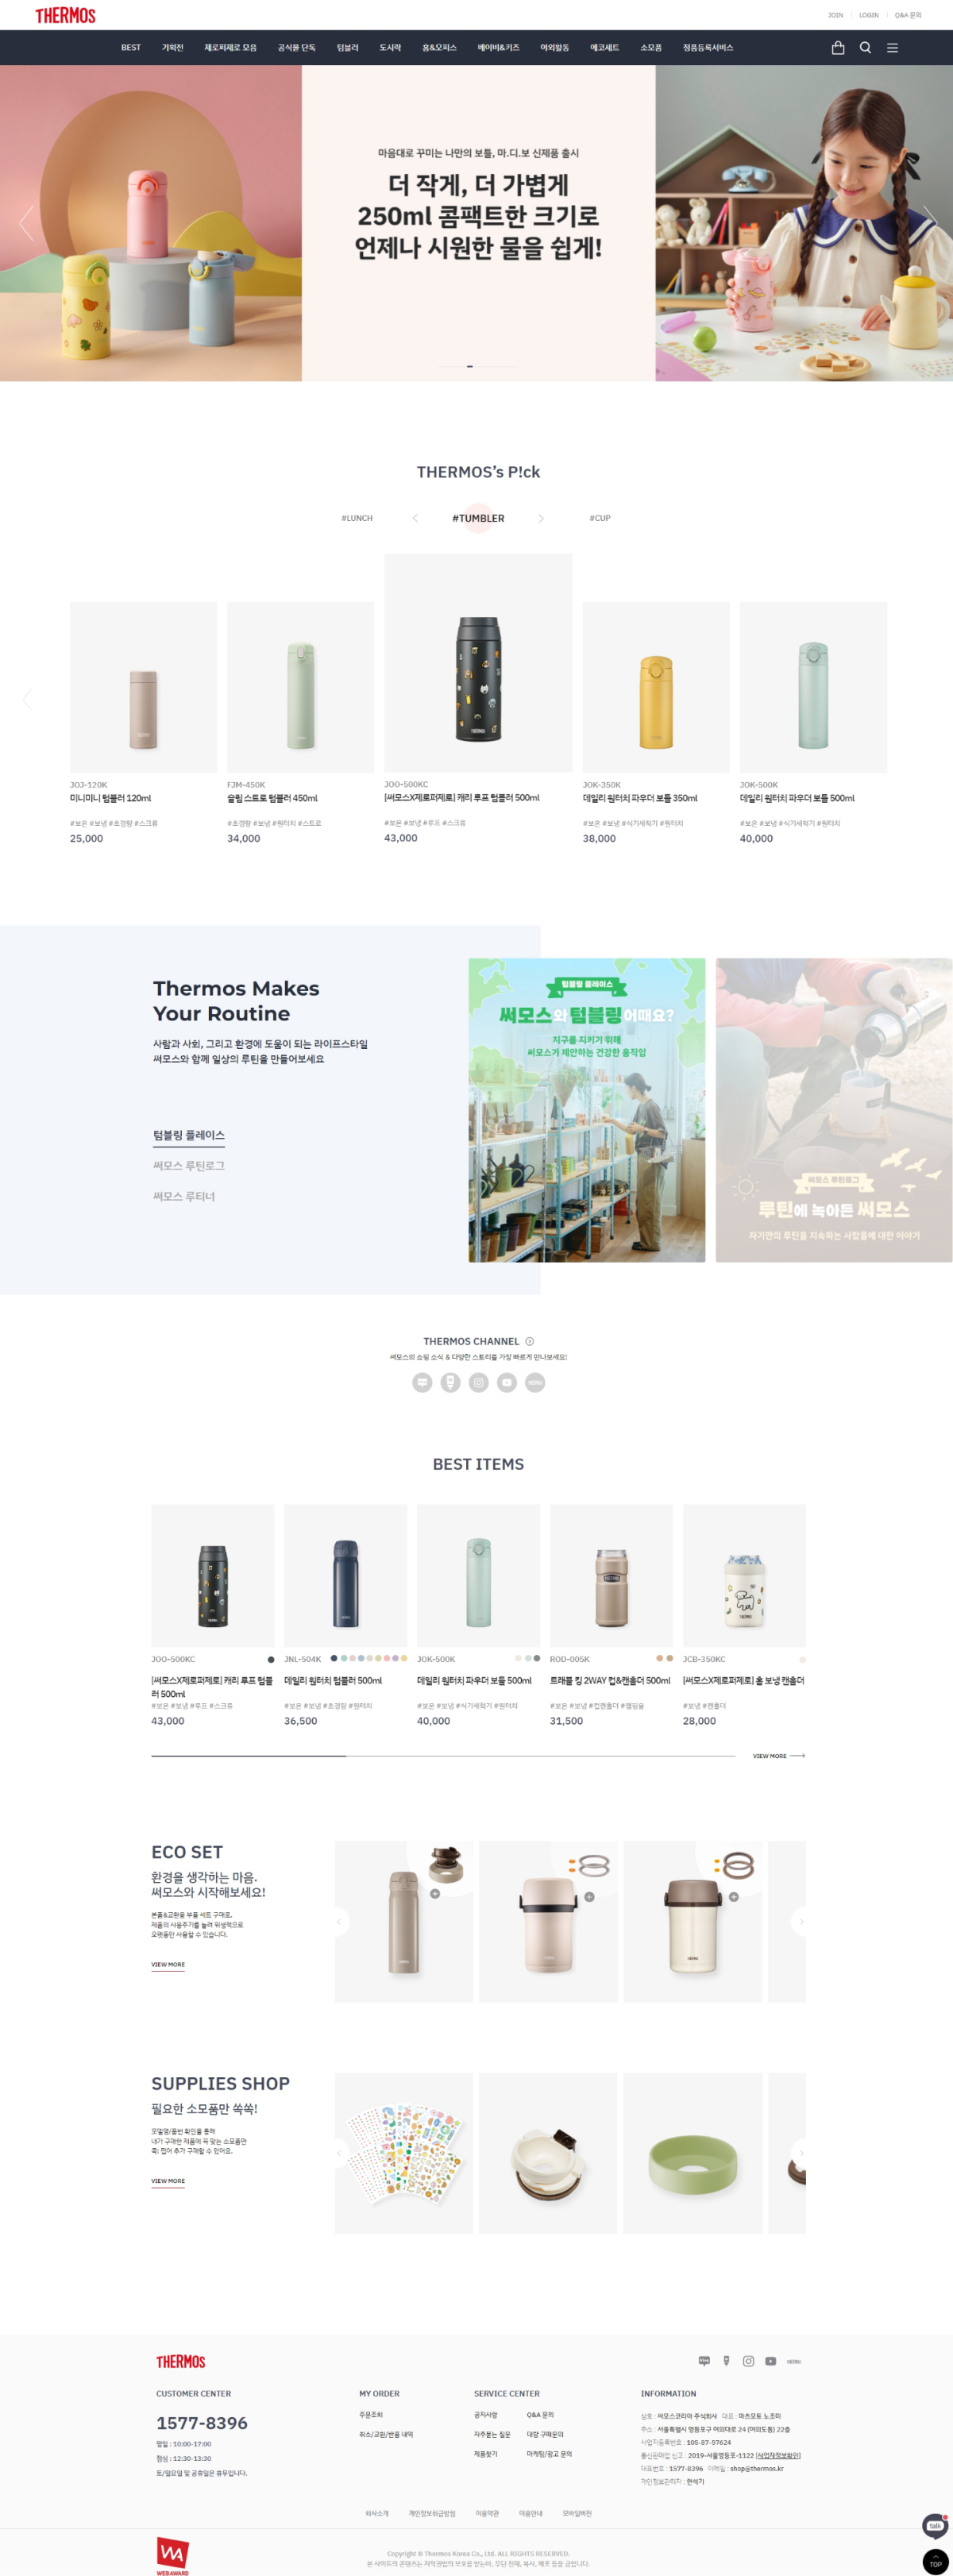 THERMOS
JOIN LOGIN Q&A 문의
BEST 기획전 제로퍼제로 모음 공식몰 단독 텀블러 도시락 홈&오피스 베이비&키즈 야외활동 에코세트 소모품 정품등록서비스
마음대로 꾸미는 나만의 보틀, 마.디.보 신제품 출시
더 작게, 더 가볍게
250ml 콤팩트한 크기로
언제나 시원한 물을 쉽게!
THERMOS's P!ck
#LUNCH #TUMBLER #CUP
JOJ-120K
미니미니 텀블러 120ml
#보온 #보냉 #초경량 #스크류
25,000
FJM-450K
슬림 스트로 텀블러 450ml
#초경량 #보냉 #원터치 #스트로
34,000
JOO-500KC
[써모스X제로퍼제로] 캐리 루프 텀블러 500ml
#보온 #보냉 #루프 #스크류
43,000
JOK-350K
데일리 원터치 파우더 보틀 350ml
#보온 #보냉 #식기세척기 #원터치
38,000
JOK-500K
데일리 원터치 파우더 보틀 500ml
#보온 #보냉 #식기세척기 #원터치
40,000
Thermos Makes
Your Routine
사람과 사회, 그리고 환경에 도움이 되는 라이프스타일
써모스와 함께 일상의 루틴을 만들어보세요
텀블링 플레이스
써모스 루틴로그
써모스 루티너
텀블링 플레이스
써모스와 텀블링 어때요?
지구를 지키기 위해
써모스가 제안하는 건강한 움직임
써모스 루틴로그
루틴에 녹아든 써모스
자기만의 루틴을 지속하는 사람들에 대한 이야기
THERMOS CHANNEL
써모스의 쇼핑 소식 & 다양한 스토리를 가장 빠르게 만나보세요!
BEST ITEMS
JOO-500KC
[써모스X제로퍼제로] 캐리 루프 텀블
러 500ml
#보온 #보냉 #루프 #스크류
43,000
JNL-504K
데일리 원터치 텀블러 500ml
#보온 #보냉 #초경량 #원터치
36,500
JOK-500K
데일리 원터치 파우더 보틀 500ml
#보온 #보냉 #식기세척기 #원터치
40,000
ROD-005K
트래블 킹 2WAY 컵&캔홀더 500ml
#보온 #보냉 #컵캔홀더 #캠핑용
31,500
JCB-350KC
[써모스X제로퍼제로] 홈 보냉 캔홀더
#보냉 #캔홀더
28,000
VIEW MORE
ECO SET
환경을 생각하는 마음.
써모스와 시작해보세요!
본품&교환용 부품 세트 구매로,
제품의 사용주기를 늘려 위생적으로
오랫동안 사용할 수 있습니다.
VIEW MORE
SUPPLIES SHOP
필요한 소모품만 쏙쏙!
모델명/품번 확인을 통해
내가 구매한 제품에 꼭 맞는 소모품만
콕! 집어 추가 구매할 수 있어요.
VIEW MORE
THERMOS
CUSTOMER CENTER
1577-8396
평일 : 10:00-17:00
점심 : 12:30-13:30
토/일요일 및 공휴일은 휴무입니다.
MY ORDER
주문조회
취소/교환/반품 내역
SERVICE CENTER
공지사항 Q&A 문의
자주묻는 질문 대량 구매문의
제품찾기 마케팅/광고 문의
INFORMATION
상호 : 써모스코리아 주식회사 대표 : 마츠모토 노조미
주소 : 서울특별시 영등포구 여의대로 24 (여의도동) 22층
사업자등록번호 : 105-87-57624
통신판매업 신고 : 2019-서울영등포-1122 [사업자정보확인]
대표번호 : 1577-8396 이메일 : shop@thermos.kr
개인정보관리자 : 한석기
회사소개 개인정보취급방침 이용약관 이용안내 모바일버전
WA
WEB AWARD
Copyright © Thermos Korea Co., Ltd. ALL RIGHTS RESERVED.
본 사이트의 콘텐츠는 저작권법의 보호를 받는바, 무단 전재, 복사, 배포 등을 금합니다.
talk
TOP